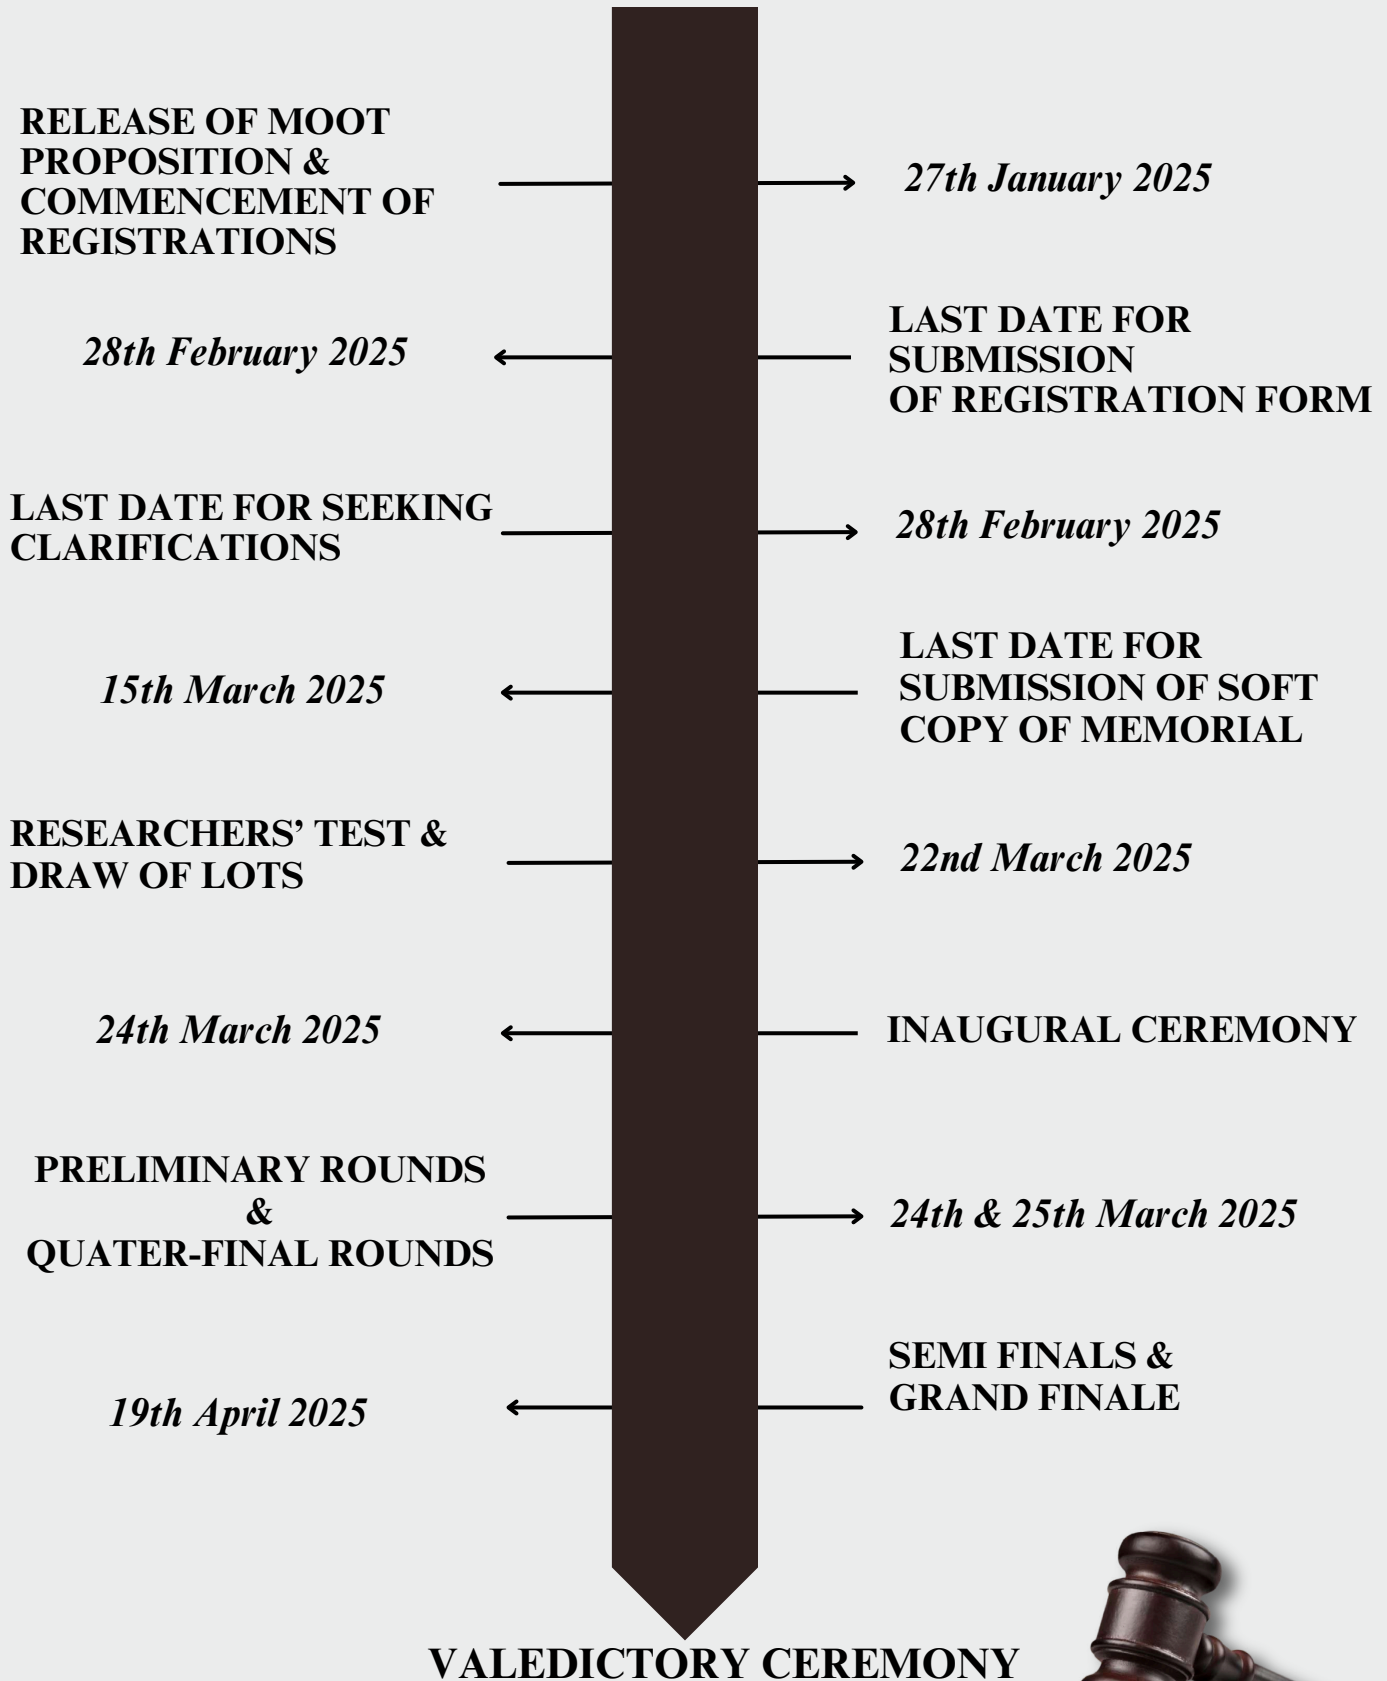 RELEASE OF MOOT
PROPOSITION &
COMMENCEMENT OF
REGISTRATIONS
27th January 2025
28th February 2025
LAST DATE FOR
SUBMISSION
OF REGISTRATION FORM
LAST DATE FOR SEEKING
CLARIFICATIONS
28th February 2025
15th March 2025
LAST DATE FOR
SUBMISSION OF SOFT
COPY OF MEMORIAL
RESEARCHERS’ TEST &
DRAW OF LOTS
22nd March 2025
24th March 2025
INAUGURAL CEREMONY
PRELIMINARY ROUNDS
&
QUATER-FINAL ROUNDS
24th & 25th March 2025
19th April 2025
SEMI FINALS &
GRAND FINALE
VALEDICTORY CEREMONY